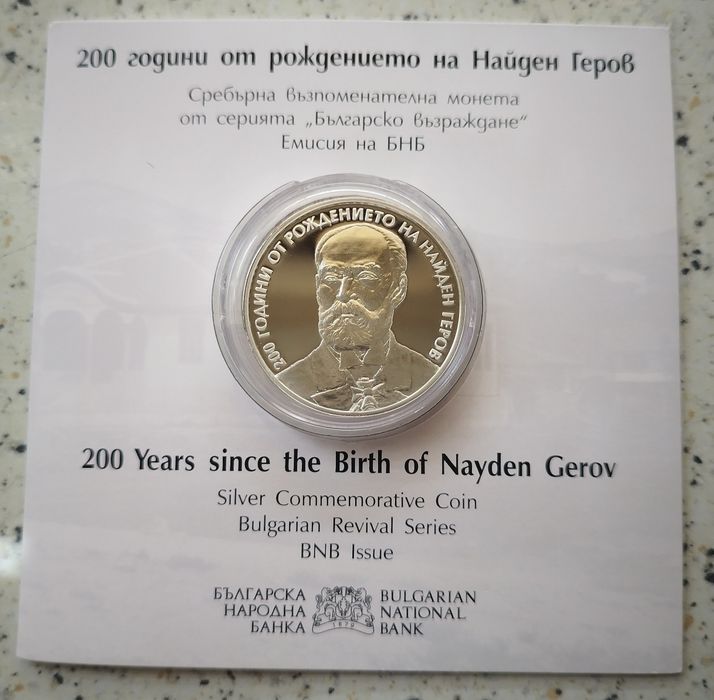 200 години от рождението на Найден Геров
Сребърна възпоменателна монета
от серията „Българско възраждане“
Емисия на БНБ
200 ГОДИНИ ОТ РОЖДЕНИЕТО НА НАЙДЕН ГЕРОВ
200 Years since the Birth of Nayden Gerov
Silver Commemorative Coin
Bulgarian Revival Series
BNB Issue
БЪЛГАРСКА
НАРОДНА
БАНКА
1879
BULGARIAN
NATIONAL
BANK